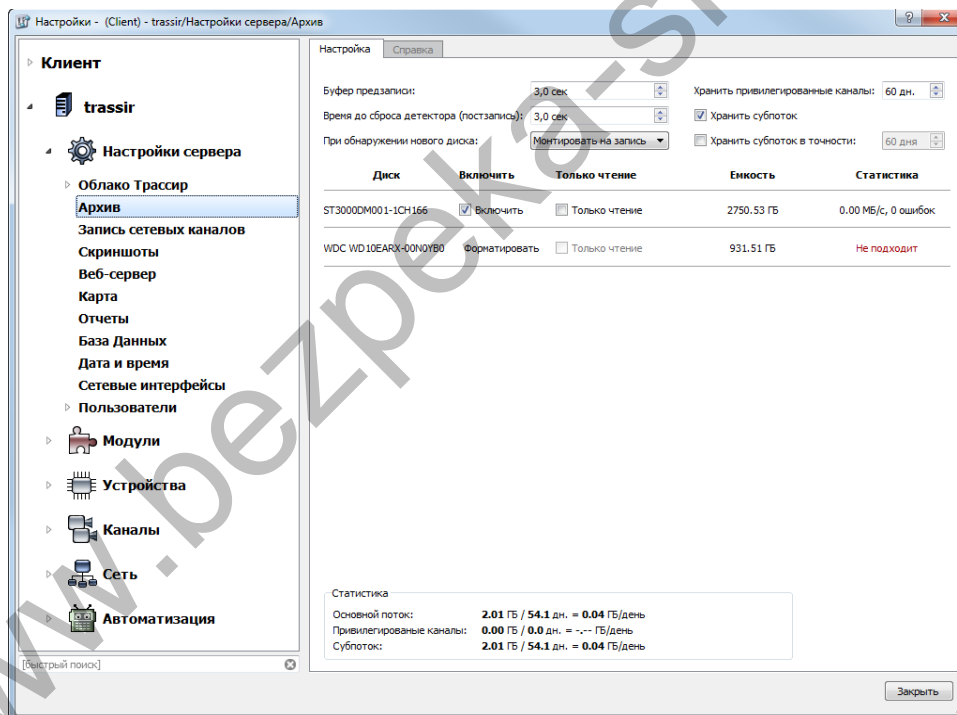 Настройки - (Client) - trassir/Настройки сервера/Архив
Клиент
trassir
Настройки сервера
Облако Трассир
Архив
Запись сетевых каналов
Скриншоты
Веб-сервер
Карта
Отчеты
База Данных
Дата и время
Сетевые интерфейсы
Пользователи
Модули
Устройства
Каналы
Сеть
Автоматизация
[быстрый поиск]
Настройка Справка
Буфер предзаписи: 3,0 сек Хранить привилегированные каналы: 60 дн.
Время до сброса детектора (постзапись): 3,0 сек Хранить субпоток
При обнаружении нового диска: Монтировать на запись Хранить субпоток в точности: 60 дня
Диск Включить Только чтение Емкость Статистика
ST3000DM001-1CH166 Включить Только чтение 2750.53 ГБ 0.00 МБ/с, 0 ошибок
WDC WD10EARX-00N0YB0 Форматировать Только чтение 931.51 ГБ Не подходит
Статистика
Основной поток: 2.01 ГБ / 54.1 дн. = 0.04 ГБ/день
Привилегированые каналы: 0.00 ГБ / 0.0 дн. = -.-- ГБ/день
Субпоток: 2.01 ГБ / 54.1 дн. = 0.04 ГБ/день
Закрыть
www.bezpeka-s